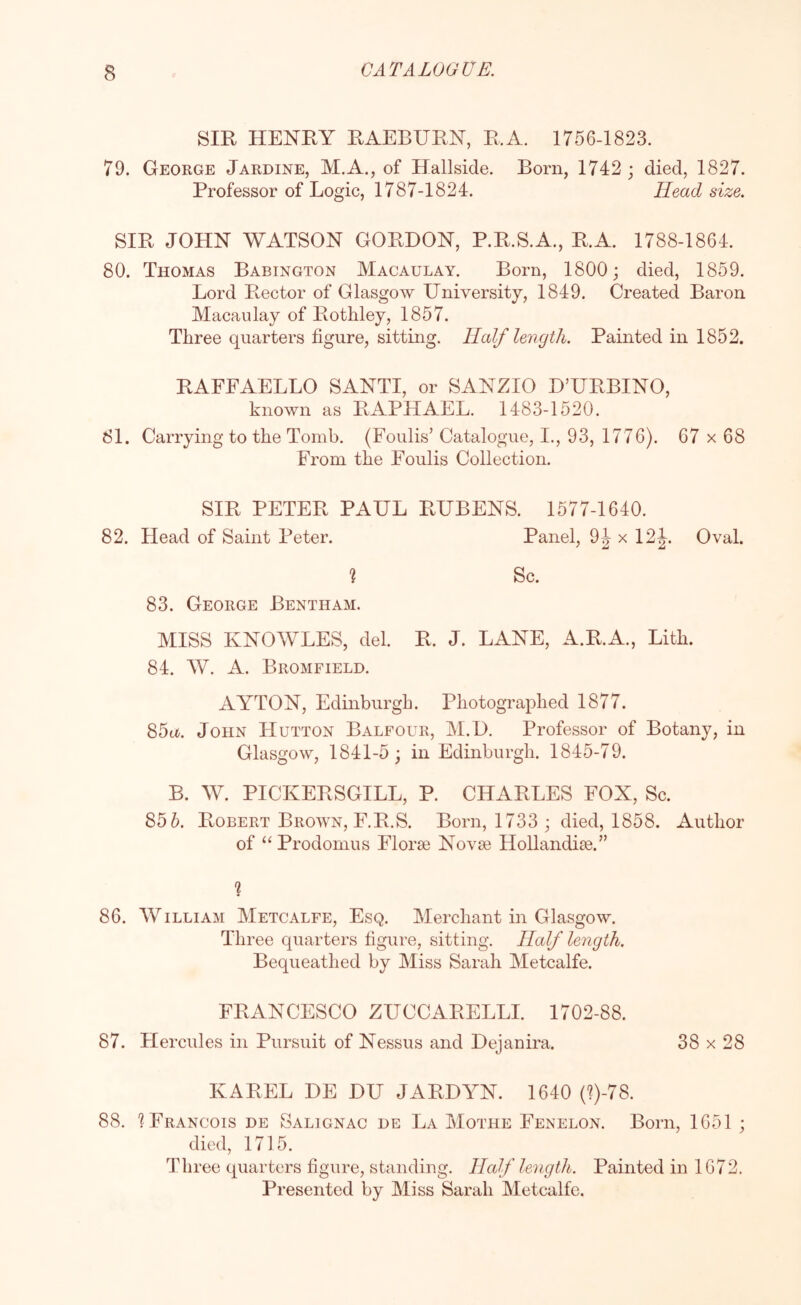 8 CATALOGUE.
SIR HENRY RAEBURN, R.A. 1756-1823.
79. George Jardine, M.A., of Hallside. Born, 1742 ; died, 1827.
Professor of Logic, 1787-1824. Head size.
SIR JOHN WATSON GORDON, P.R.S.A., R.A. 1788-1864.
80. Thomas Babington Macaulay. Born, 1800 ; died, 1859.
Lord Rector of Glasgow University, 1849. Created Baron
Macaulay of Rothley, 1857.
Three quarters figure, sitting. Half length. Painted in 1852.
RAFFAELLO SANTI, or SANZIO D'URBINO,
known as RAPHAEL. 1483-1520.
81. Carrying to the Tomb. (Foulis' Catalogue, I., 93, 1776). 67 x 68
From the Foulis Collection.
SIR PETER PAUL RUBENS. 1577-1640.
82. Head of Saint Peter. Panel, 9½ x 12½. Oval.
? Sc.
83. George Bentham.
MISS KNOWLES, del. R. J. LANE, A.R.A., Lith.
84. W. A. Bromfield.
AYTON, Edinburgh. Photographed 1877.
85a. John Hutton Balfour, M.D. Professor of Botany, in
Glasgow, 1841-5 ; in Edinburgh. 1845-79.
B. W. PICKERSGILL, P. CHARLES FOX, Sc.
85b. Robert Brown, F.R.S. Born, 1733 ; died, 1858. Author
of “Prodomus Floræ Novæ Hollandiæ.”
?
86. William Metcalfe, Esq. Merchant in Glasgow.
Three quarters figure, sitting. Half length.
Bequeathed by Miss Sarah Metcalfe.
FRANCESCO ZUCCARELLI. 1702-88.
87. Hercules in Pursuit of Nessus and Dejanira. 38 x 28
KAREL DE DU JARDYN. 1640 (?)-78.
88. ? Francois de Salignac de La Mothe Fenelon. Born, 1651 ;
died, 1715.
Three quarters figure, standing. Half length. Painted in 1672.
Presented by Miss Sarah Metcalfe.